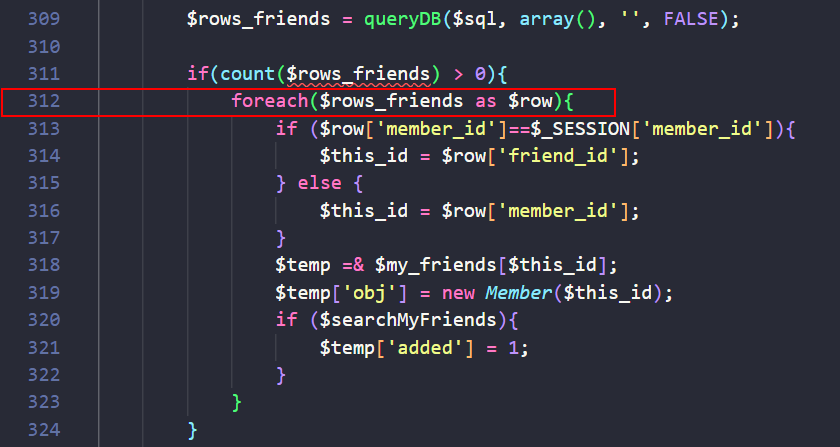 309 $rows_friends = queryDB($sql, array(), '', FALSE);
310
311 if(count($rows_friends) > 0){
312 foreach($rows_friends as $row){
313 if ($row['member_id']==$_SESSION['member_id']){
314 $this_id = $row['friend_id'];
315 } else {
316 $this_id = $row['member_id'];
317 }
318 $temp =& $my_friends[$this_id];
319 $temp['obj'] = new Member($this_id);
320 if ($searchMyFriends){
321 $temp['added'] = 1;
322 }
323 }
324 }